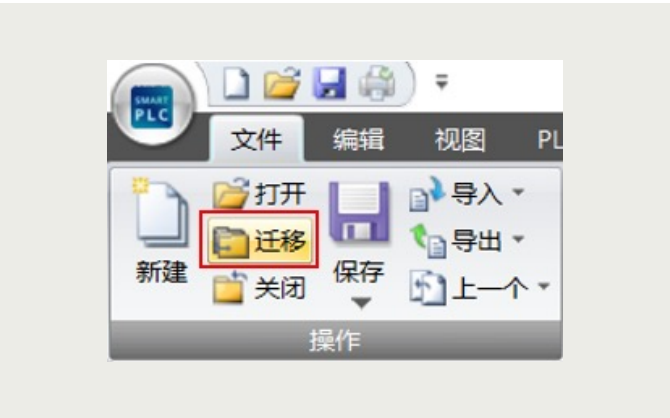 SMART
PLC
文件 编辑 视图 PL
打开 导入
迁移 导出
新建 关闭 保存 上一个
操作